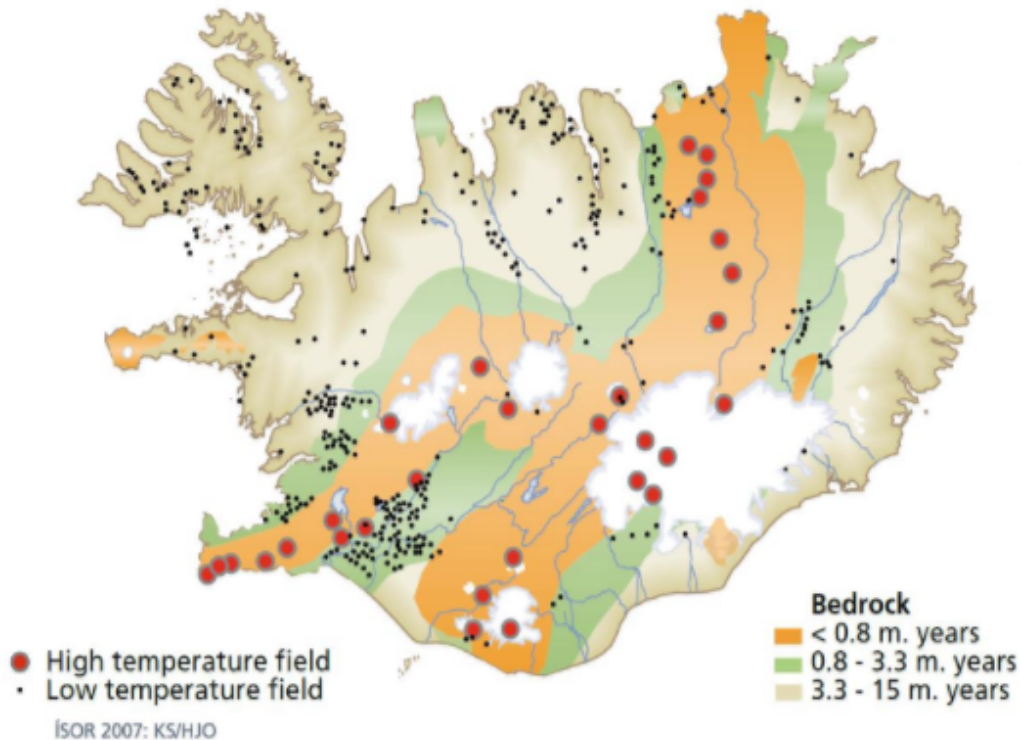 Bedrock
< 0.8 m. years
0.8 - 3.3 m. years
3.3 - 15 m. years
High temperature field
Low temperature field
ÍSOR 2007: KS/HJO